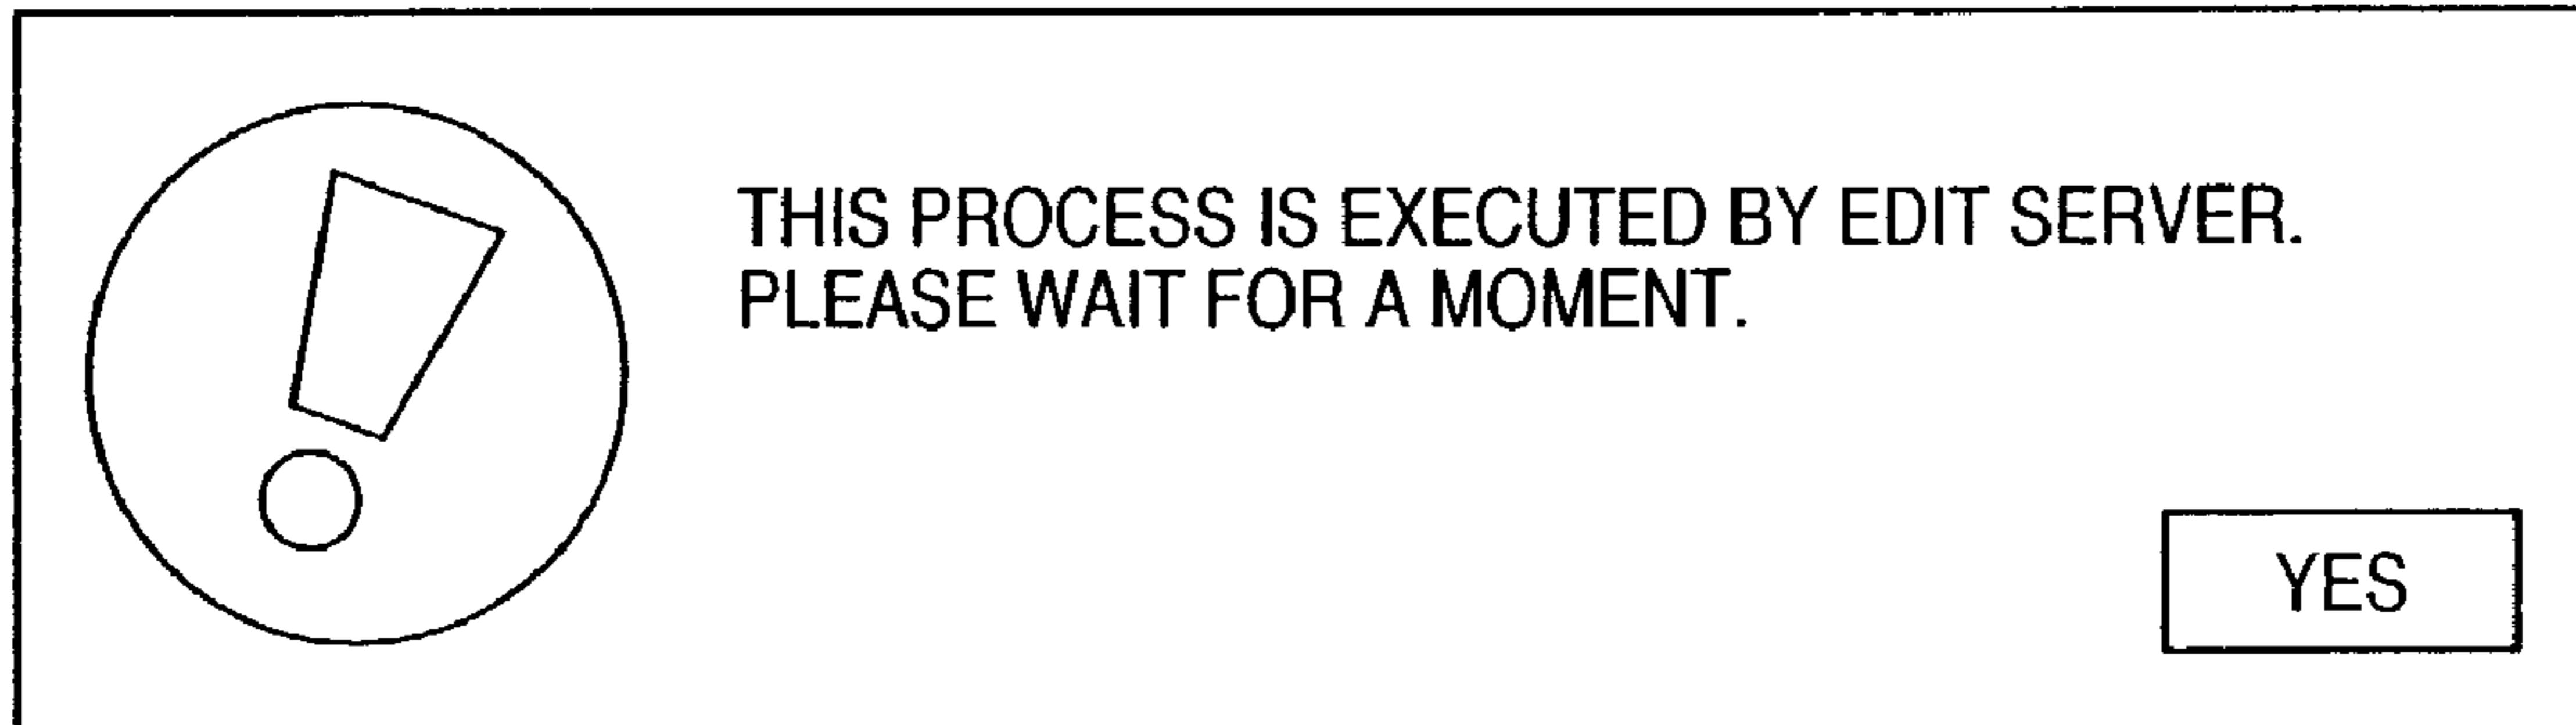 THIS PROCESS IS EXECUTED BY EDIT SERVER.
PLEASE WAIT FOR A MOMENT.
YES